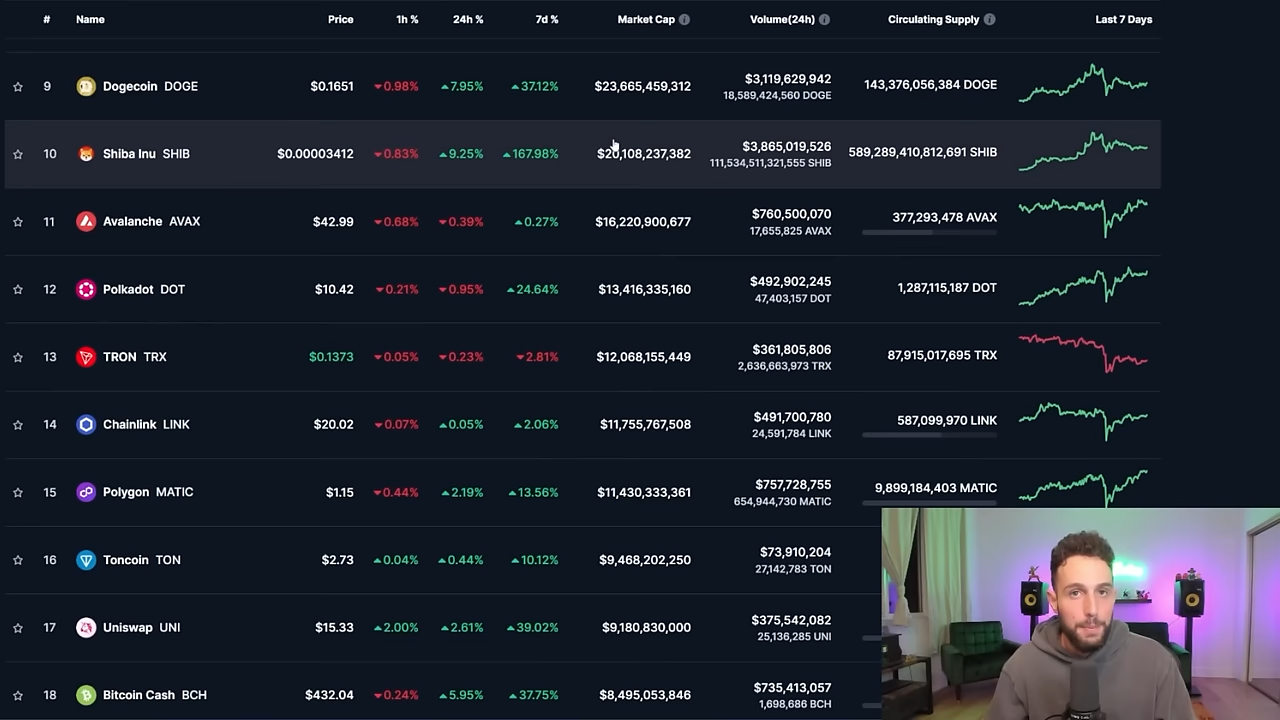 # Name Price 1h % 24h % 7d % Market Cap Volume(24h) Circulating Supply Last 7 Days
9 Dogecoin DOGE $0.1651 0.98% 7.95% 37.12% $23,665,459,312 $3,119,629,942 143,376,056,384 DOGE
18,589,424,560 DOGE
10 Shiba Inu SHIB $0.00003412 0.83% 9.25% 167.98% $20,108,237,382 $3,865,019,526 589,289,410,812,691 SHIB
111,534,511,321,555 SHIB
11 Avalanche AVAX $42.99 0.68% 0.39% 0.27% $16,220,900,677 $760,500,070 377,293,478 AVAX
17,655,825 AVAX
12 Polkadot DOT $10.42 0.21% 0.95% 24.64% $13,416,335,160 $492,902,245 1,287,115,187 DOT
47,403,157 DOT
13 TRON TRX $0.1373 0.05% 0.23% 2.81% $12,068,155,449 $361,805,806 87,915,017,695 TRX
2,636,663,973 TRX
14 Chainlink LINK $20.02 0.07% 0.05% 2.06% $11,755,767,508 $491,700,780 587,099,970 LINK
24,591,784 LINK
15 Polygon MATIC $1.15 0.44% 2.19% 13.56% $11,430,333,361 $757,728,755 9,899,184,403 MATIC
654,944,730 MATIC
16 Toncoin TON $2.73 0.04% 0.44% 10.12% $9,468,202,250 $73,910,204
27,142,783 TON
17 Uniswap UNI $15.33 2.00% 2.61% 39.02% $9,180,830,000 $375,542,082
25,136,285 UNI
18 Bitcoin Cash BCH $432.04 0.24% 5.95% 37.75% $8,495,053,846 $735,413,057
1,698,686 BCH